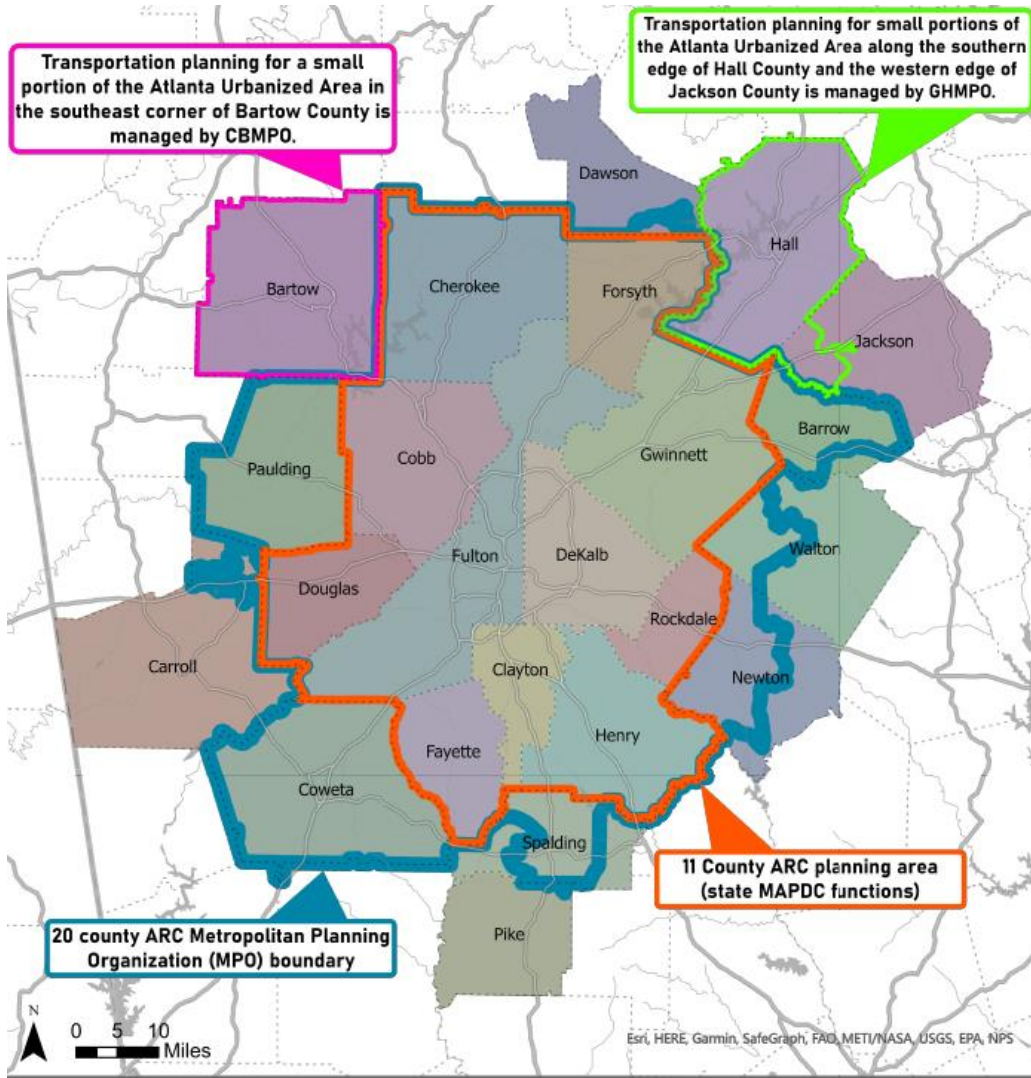 Transportation planning for a small
portion of the Atlanta Urbanized Area in
the southeast corner of Bartow County is
managed by CBMPO.
Transportation planning for small portions of
the Atlanta Urbanized Area along the southern
edge of Hall County and the western edge of
Jackson County is managed by GHMPO.
Dawson
Hall
Bartow
Cherokee
Forsyth
Jackson
Barrow
Paulding
Cobb
Gwinnett
Walton
Fulton
DeKalb
Douglas
Rockdale
Carroll
Clayton
Newton
Henry
Fayette
Coweta
Spalding
11 County ARC planning area
(state MAPDC functions)
20 county ARC Metropolitan Planning
Organization (MPO) boundary
Pike
N
0 5 10
Miles
Esri, HERE, Garmin, SafeGraph, FAO, METI/NASA, USGS, EPA, NPS